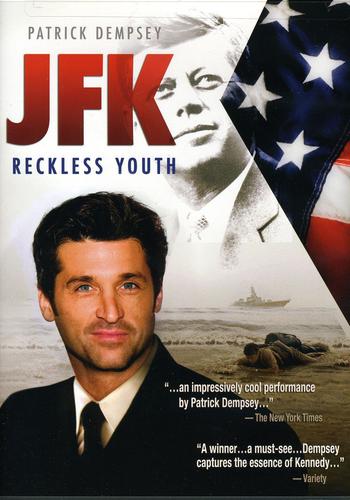 PATRICK DEMPSEY
JFK
RECKLESS YOUTH
“...an impressively cool performance
by Patrick Dempsey...”
— The New York Times
“A winner...a must-see...Dempsey
captures the essence of Kennedy...”
— Variety